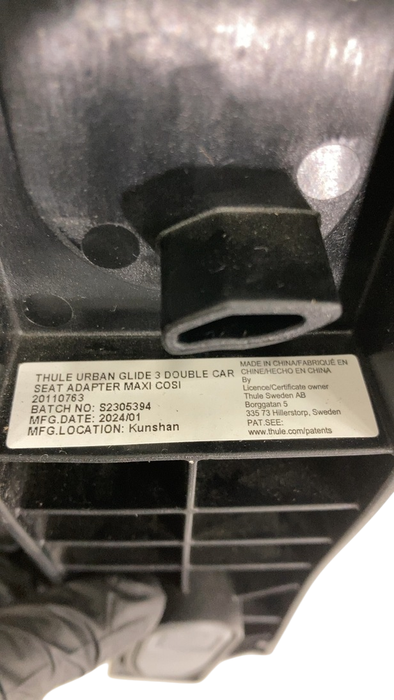 THULE URBAN GLIDE 3 DOUBLE CAR
SEAT ADAPTER MAXI COSI
20110763
BATCH NO: S2305394
MFG.DATE: 2024/01
MFG.LOCATION: Kunshan
MADE IN CHINA/FABRIQUÉ EN
CHINE/HECHO EN CHINA
By
Licence/Certificate owner
Thule Sweden AB
Borggatan 5
335 73 Hillerstorp, Sweden
PAT.SEE:
www.thule.com/patents